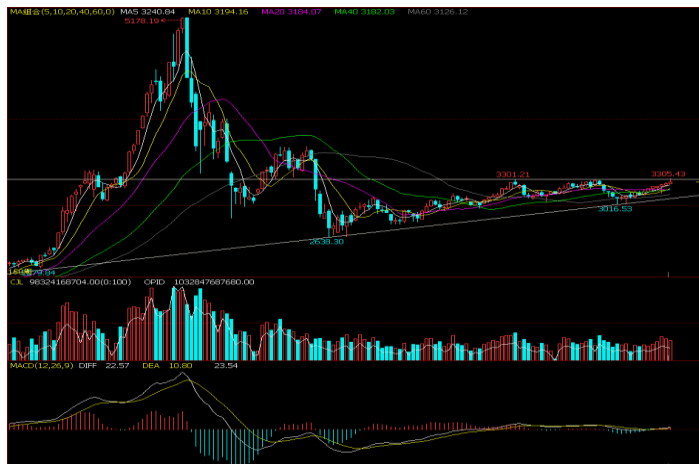 MA组合(5,10,20,40,60,0) MA5 3240.84 MA10 3194.16 MA20 3184.07 MA40 3182.03 MA60 3126.12
5178.19
3301.21 3305.43
3016.53
2638.30
CJL 98324168704.00(0:100) OPID 1032847687680.00
MACD(12,26,9) DIFF 22.57 DEA 10.80 23.54